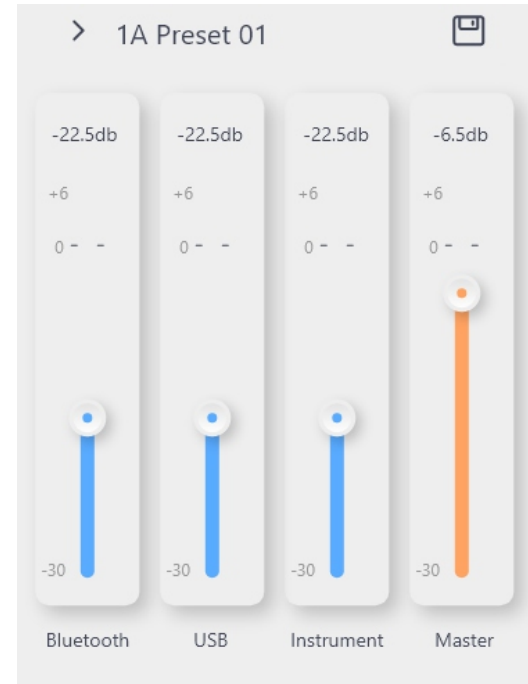 1A Preset 01
-22.5db -22.5db -22.5db -6.5db
+6 +6 +6 +6
0 - - 0 - - 0 - - 0 - -
-30 -30 -30 -30
Bluetooth USB Instrument Master